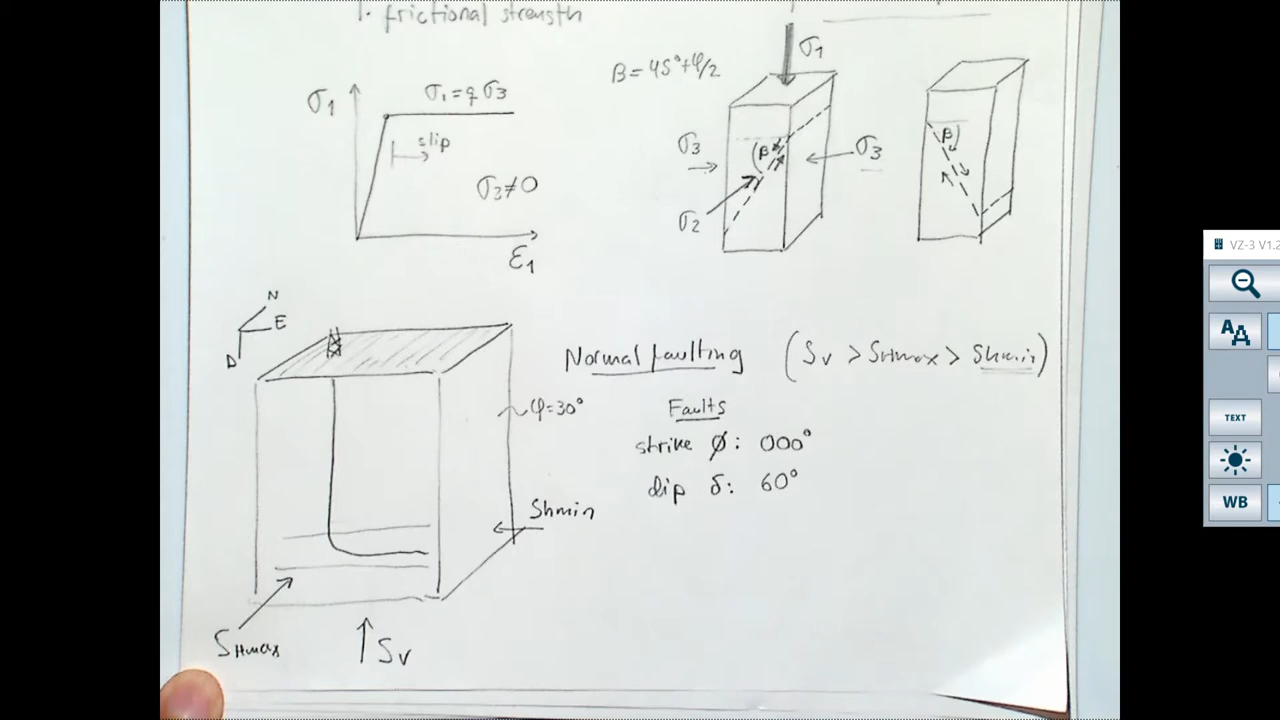 1. frictional strength
σ1
σ1 = q σ3
slip
σ3≠0
ε1
β = 45°+φ/2
σ1
σ3
β
σ3
σ2
β
N
E
D
φ=30°
Normal faulting (Sv > SHmax > Shmin)
Faults
strike ϕ: 000°
dip δ: 60°
Shmin
SHmax
Sv
VZ-3 V1.2
AA
TEXT
WB